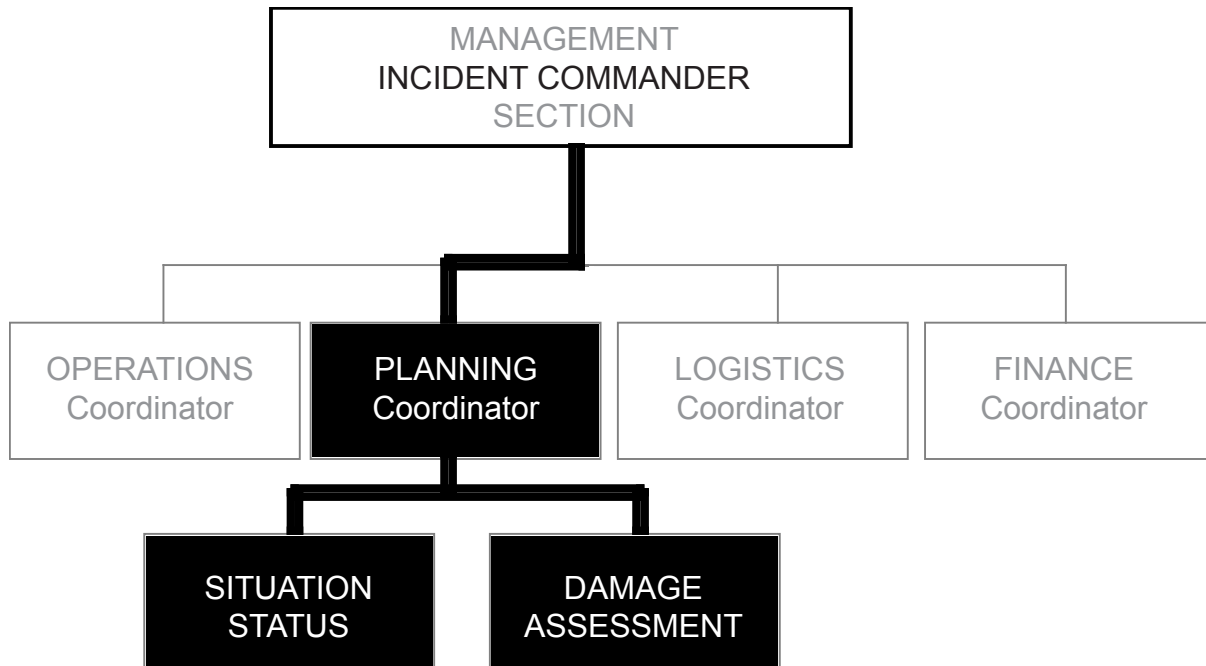 MANAGEMENT
INCIDENT COMMANDER
SECTION
OPERATIONS
Coordinator
PLANNING
Coordinator
LOGISTICS
Coordinator
FINANCE
Coordinator
SITUATION
STATUS
DAMAGE
ASSESSMENT